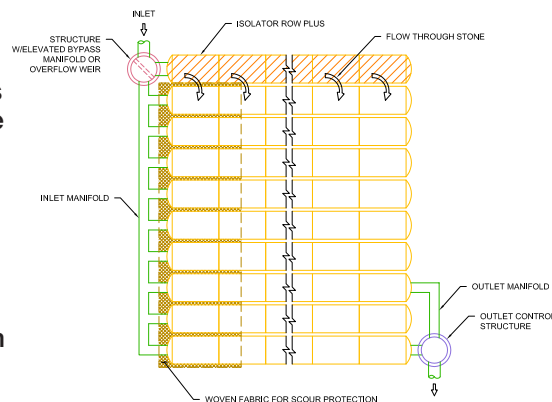 INLET
ISOLATOR ROW PLUS
STRUCTURE
W/ELEVATED BYPASS
MANIFOLD OR
OVERFLOW WEIR
FLOW THROUGH STONE
INLET MANIFOLD
OUTLET MANIFOLD
OUTLET CONTROL
STRUCTURE
WOVEN FABRIC FOR SCOUR PROTECTION